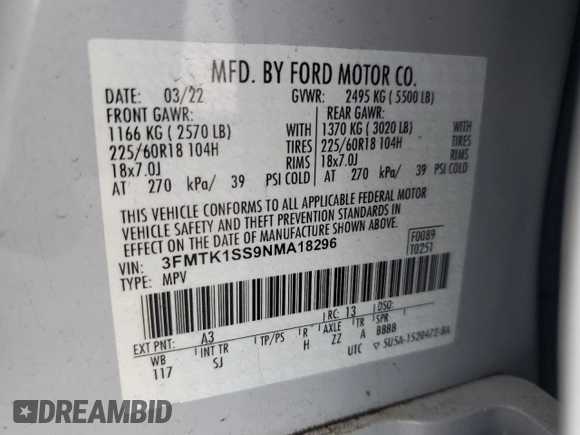 MFD. BY FORD MOTOR CO.
DATE: 03/22 GVWR: 2495 KG ( 5500 LB)
FRONT GAWR: REAR GAWR:
1166 KG ( 2570 LB) WITH 1370 KG ( 3020 LB) WITH
225/60R18 104H TIRES 225/60R18 104H TIRES
18x7.0J RIMS 18x7.0J RIMS
AT 270 kPa/ 39 PSI COLD AT 270 kPa/ 39 PSI COLD
THIS VEHICLE CONFORMS TO ALL APPLICABLE FEDERAL MOTOR
VEHICLE SAFETY AND THEFT PREVENTION STANDARDS IN
EFFECT ON THE DATE OF MANUFACTURE SHOWN ABOVE.
VIN: 3FMTK1SS9NMA18296 F0089
TYPE: MPV T0251
EXT PNT: A3 RC: 13 DSO:
WB INT TR TP/PS R AXLE TR SPR
117 SJ H ZZ A BBBB
UTC 5U5A-1520472-BA
DREAMBID